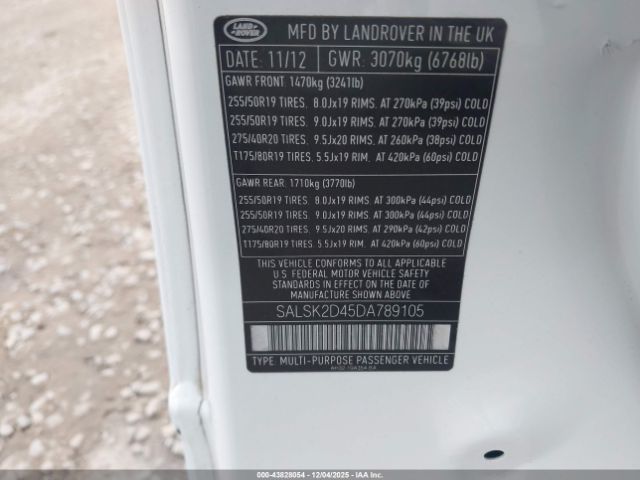 LAND ROVER
MFD BY LANDROVER IN THE UK
DATE: 11/12 GWR: 3070kg (6768lb)
GAWR FRONT: 1470kg (3241lb)
255/50R19 TIRES, 8.0Jx19 RIMS, AT 270kPa (39psi) COLD
255/50R19 TIRES, 9.0Jx19 RIMS, AT 270kPa (39psi) COLD
275/40R20 TIRES, 9.5Jx20 RIMS, AT 260kPa (38psi) COLD
T175/80R19 TIRES, 5.5Jx19 RIM, AT 420kPa (60psi) COLD
GAWR REAR: 1710kg (3770lb)
255/50R19 TIRES, 8.0Jx19 RIMS, AT 300kPa (44psi) COLD
255/50R19 TIRES, 9.0Jx19 RIMS, AT 300kPa (44psi) COLD
275/40R20 TIRES, 9.5Jx20 RIMS, AT 290kPa (42psi) COLD
T175/80R19 TIRES, 5.5Jx19 RIM, AT 420kPa (60psi) COLD
THIS VEHICLE CONFORMS TO ALL APPLICABLE
U.S. FEDERAL MOTOR VEHICLE SAFETY
STANDARDS IN EFFECT ON THE DATE OF
MANUFACTURE SHOWN ABOVE
SALSK2D45DA789105
TYPE: MULTI-PURPOSE PASSENGER VEHICLE
000-43828054 - 12/04/2025 - IAA Inc.